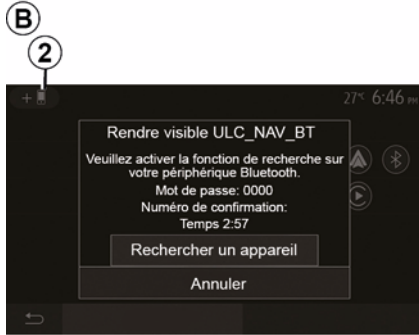 B
2
+
27°C 6:46 PM
Rendre visible ULC_NAV_BT
Veuillez activer la fonction de recherche sur
votre périphérique Bluetooth.
Mot de passe: 0000
Numéro de confirmation:
Temps 2:57
Rechercher un appareil
Annuler